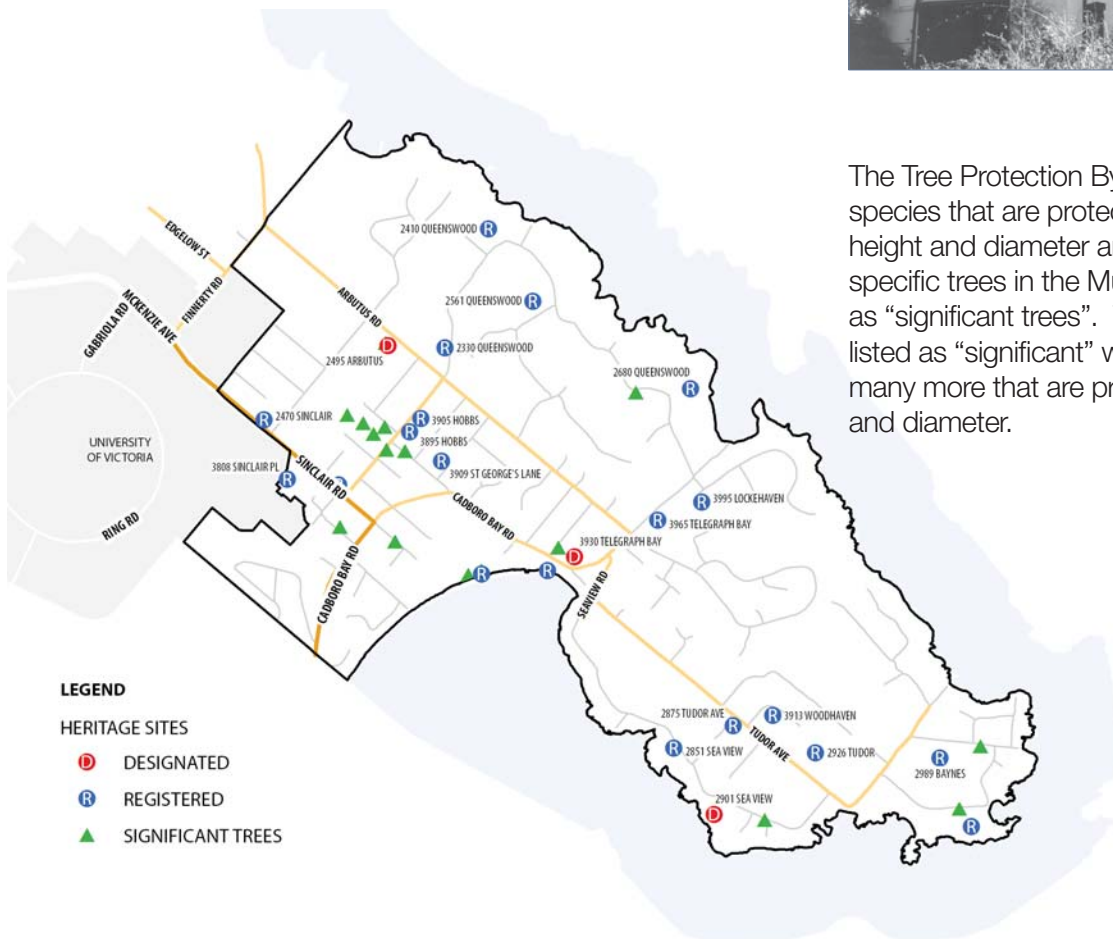 The Tree Protection By
species that are protec
height and diameter a
specific trees in the Mu
as “significant trees”.
listed as “significant” w
many more that are pr
and diameter.
EDGELOW ST
FINNERTY RD
MCKENZIE AVE
GABRIOLA RD
UNIVERSITY
OF VICTORIA
RING RD
2410 QUEENSWOOD R
ARBUTUS RD
2561 QUEENSWOOD R
D
2495 ARBUTUS
R 2330 QUEENSWOOD
2680 QUEENSWOOD
R
R 2470 SINCLAIR
R 3905 HOBBS
R
3895 HOBBS
R
3909 ST GEORGE'S LANE
3808 SINCLAIR PL
R
SINCLAIR RD
CADBORO BAY RD
R 3995 LOCKEHAVEN
R 3965 TELEGRAPH BAY
3930 TELEGRAPH BAY
D
R
R
CADBORO BAY RD
SEAVIEW RD
2875 TUDOR AVE
R
R 3913 WOODHAVEN
TUDOR AVE
R 2851 SEA VIEW
R 2926 TUDOR
R
2989 BAYNES
2901 SEA VIEW
D
R
LEGEND
HERITAGE SITES
D DESIGNATED
R REGISTERED
SIGNIFICANT TREES